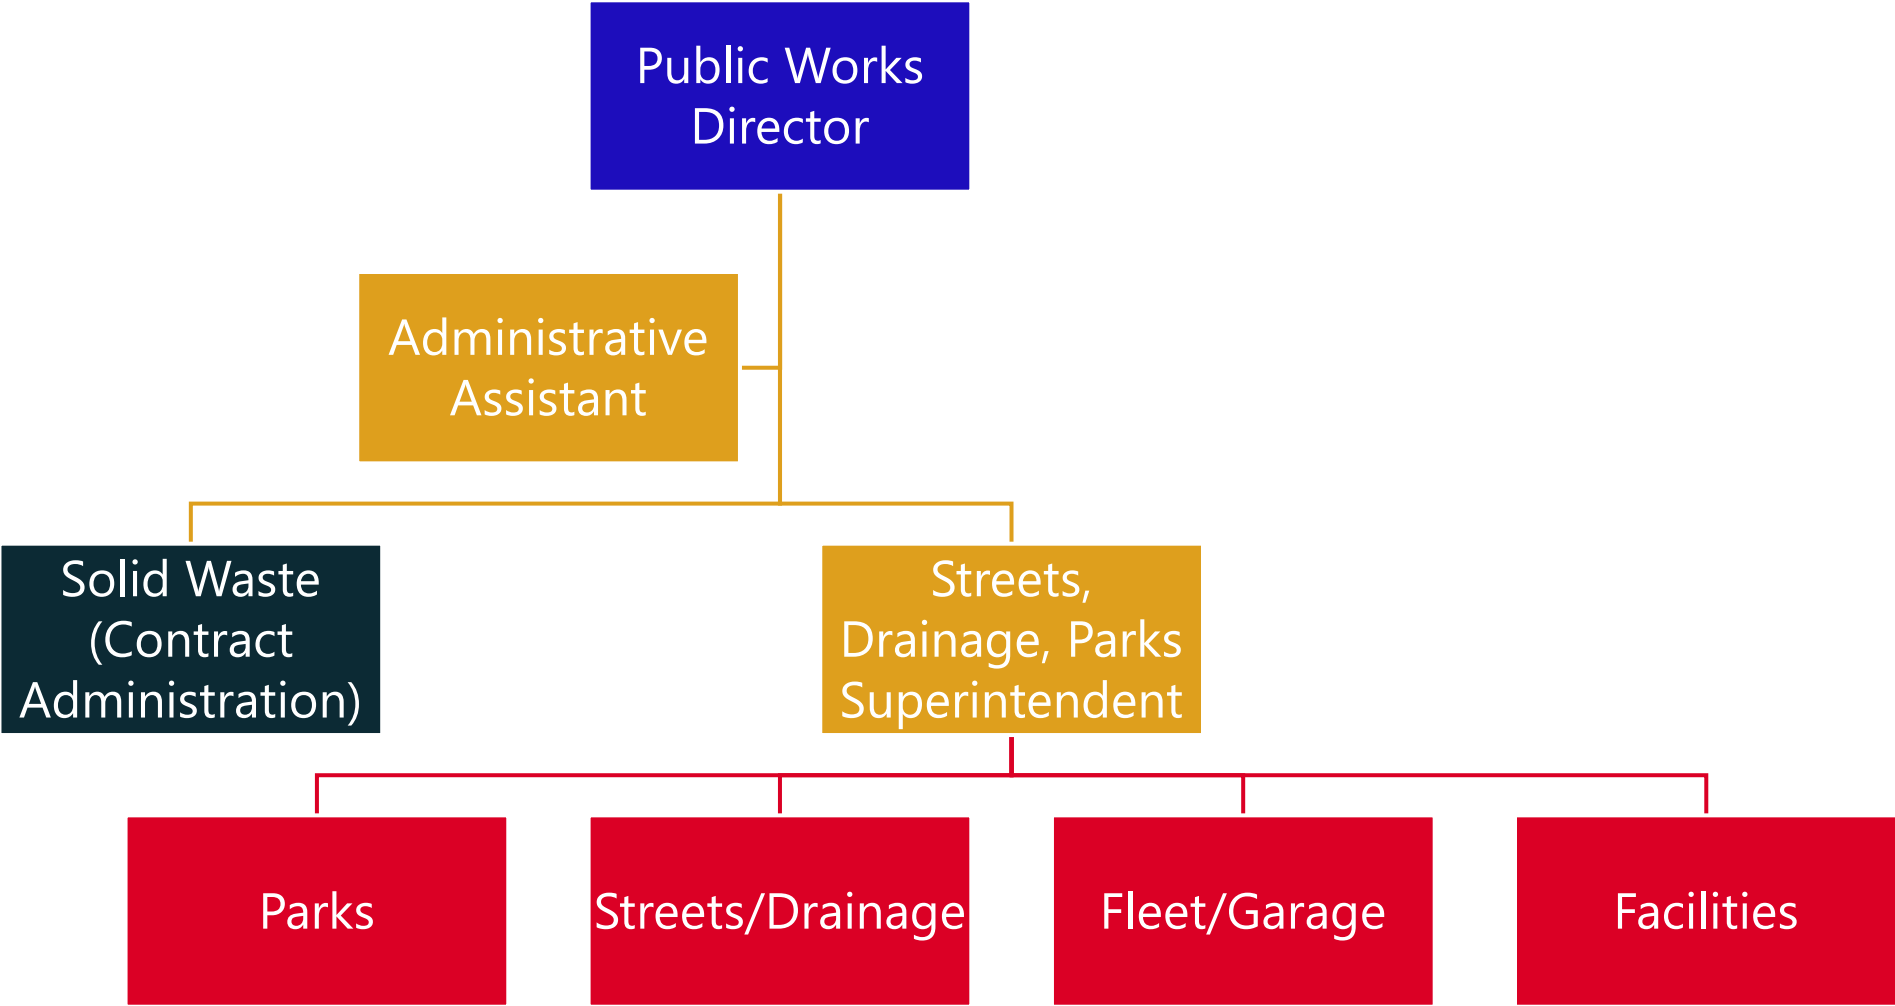 Public Works
Director
Administrative
Assistant
Solid Waste
(Contract
Administration)
Streets,
Drainage, Parks
Superintendent
Parks
Streets/Drainage
Fleet/Garage
Facilities